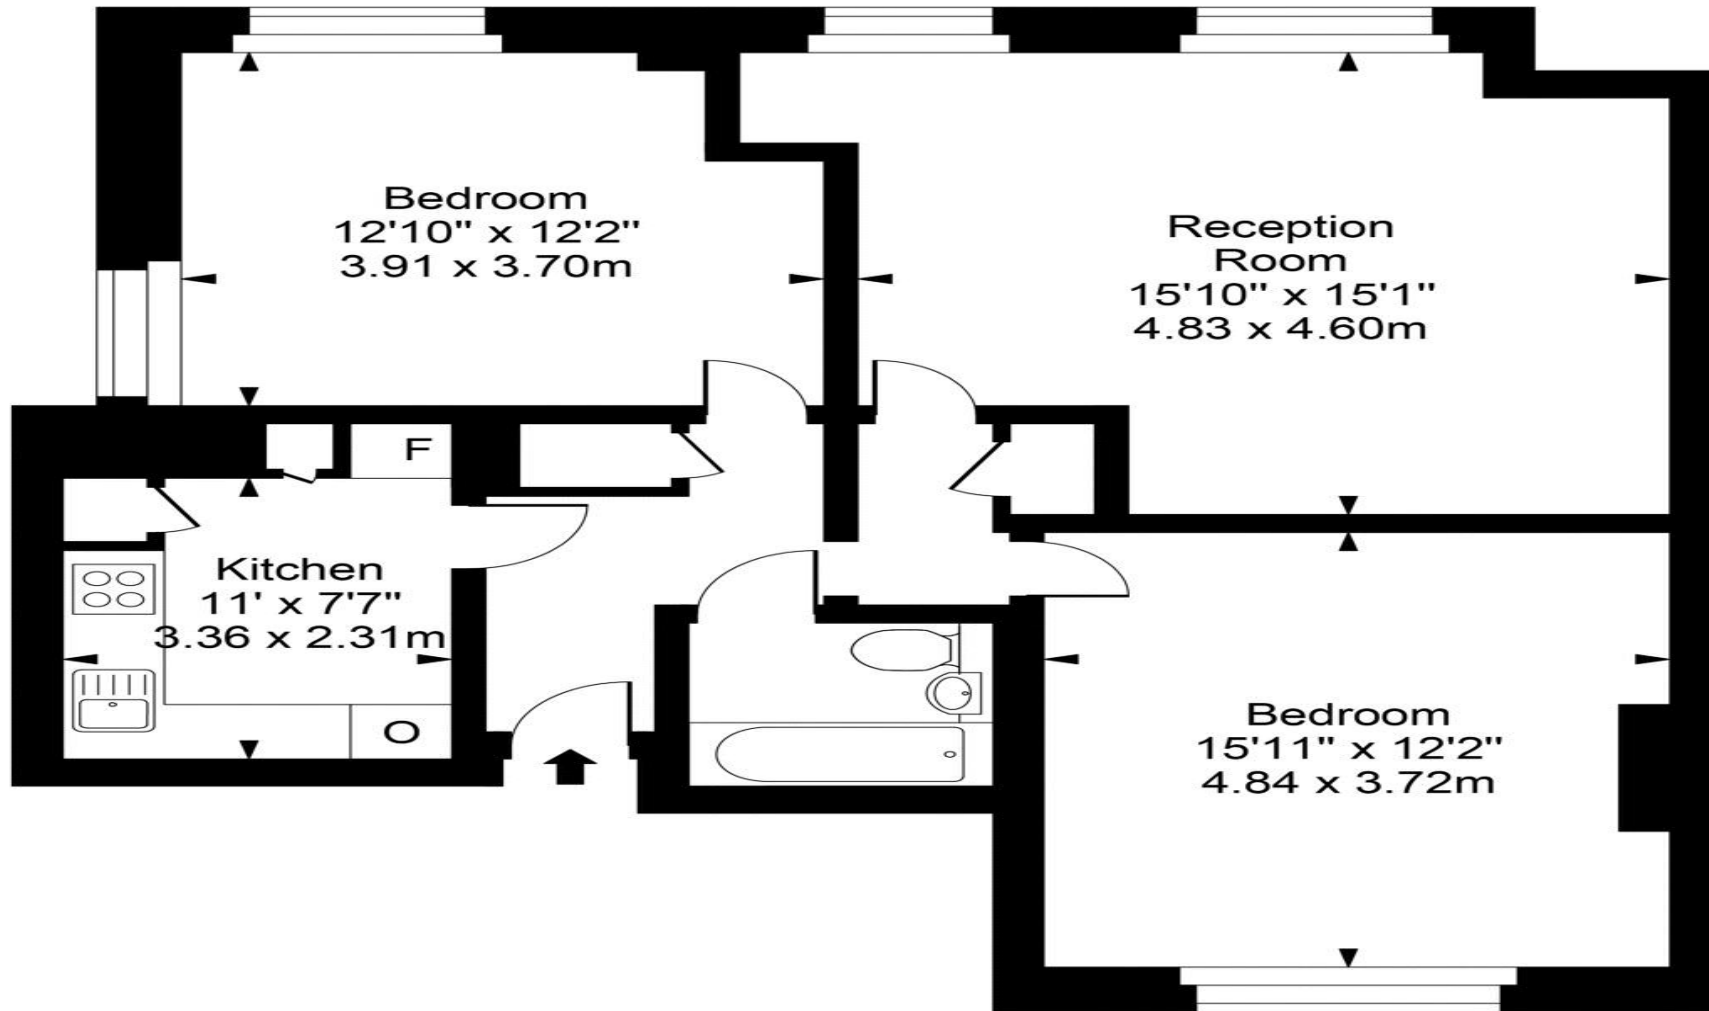 Bedroom
12'10" x 12'2"
3.91 x 3.70m
Reception
Room
15'10" x 15'1"
4.83 x 4.60m
F
Kitchen
11' x 7'7"
3.36 x 2.31m
O
Bedroom
15'11" x 12'2"
4.84 x 3.72m